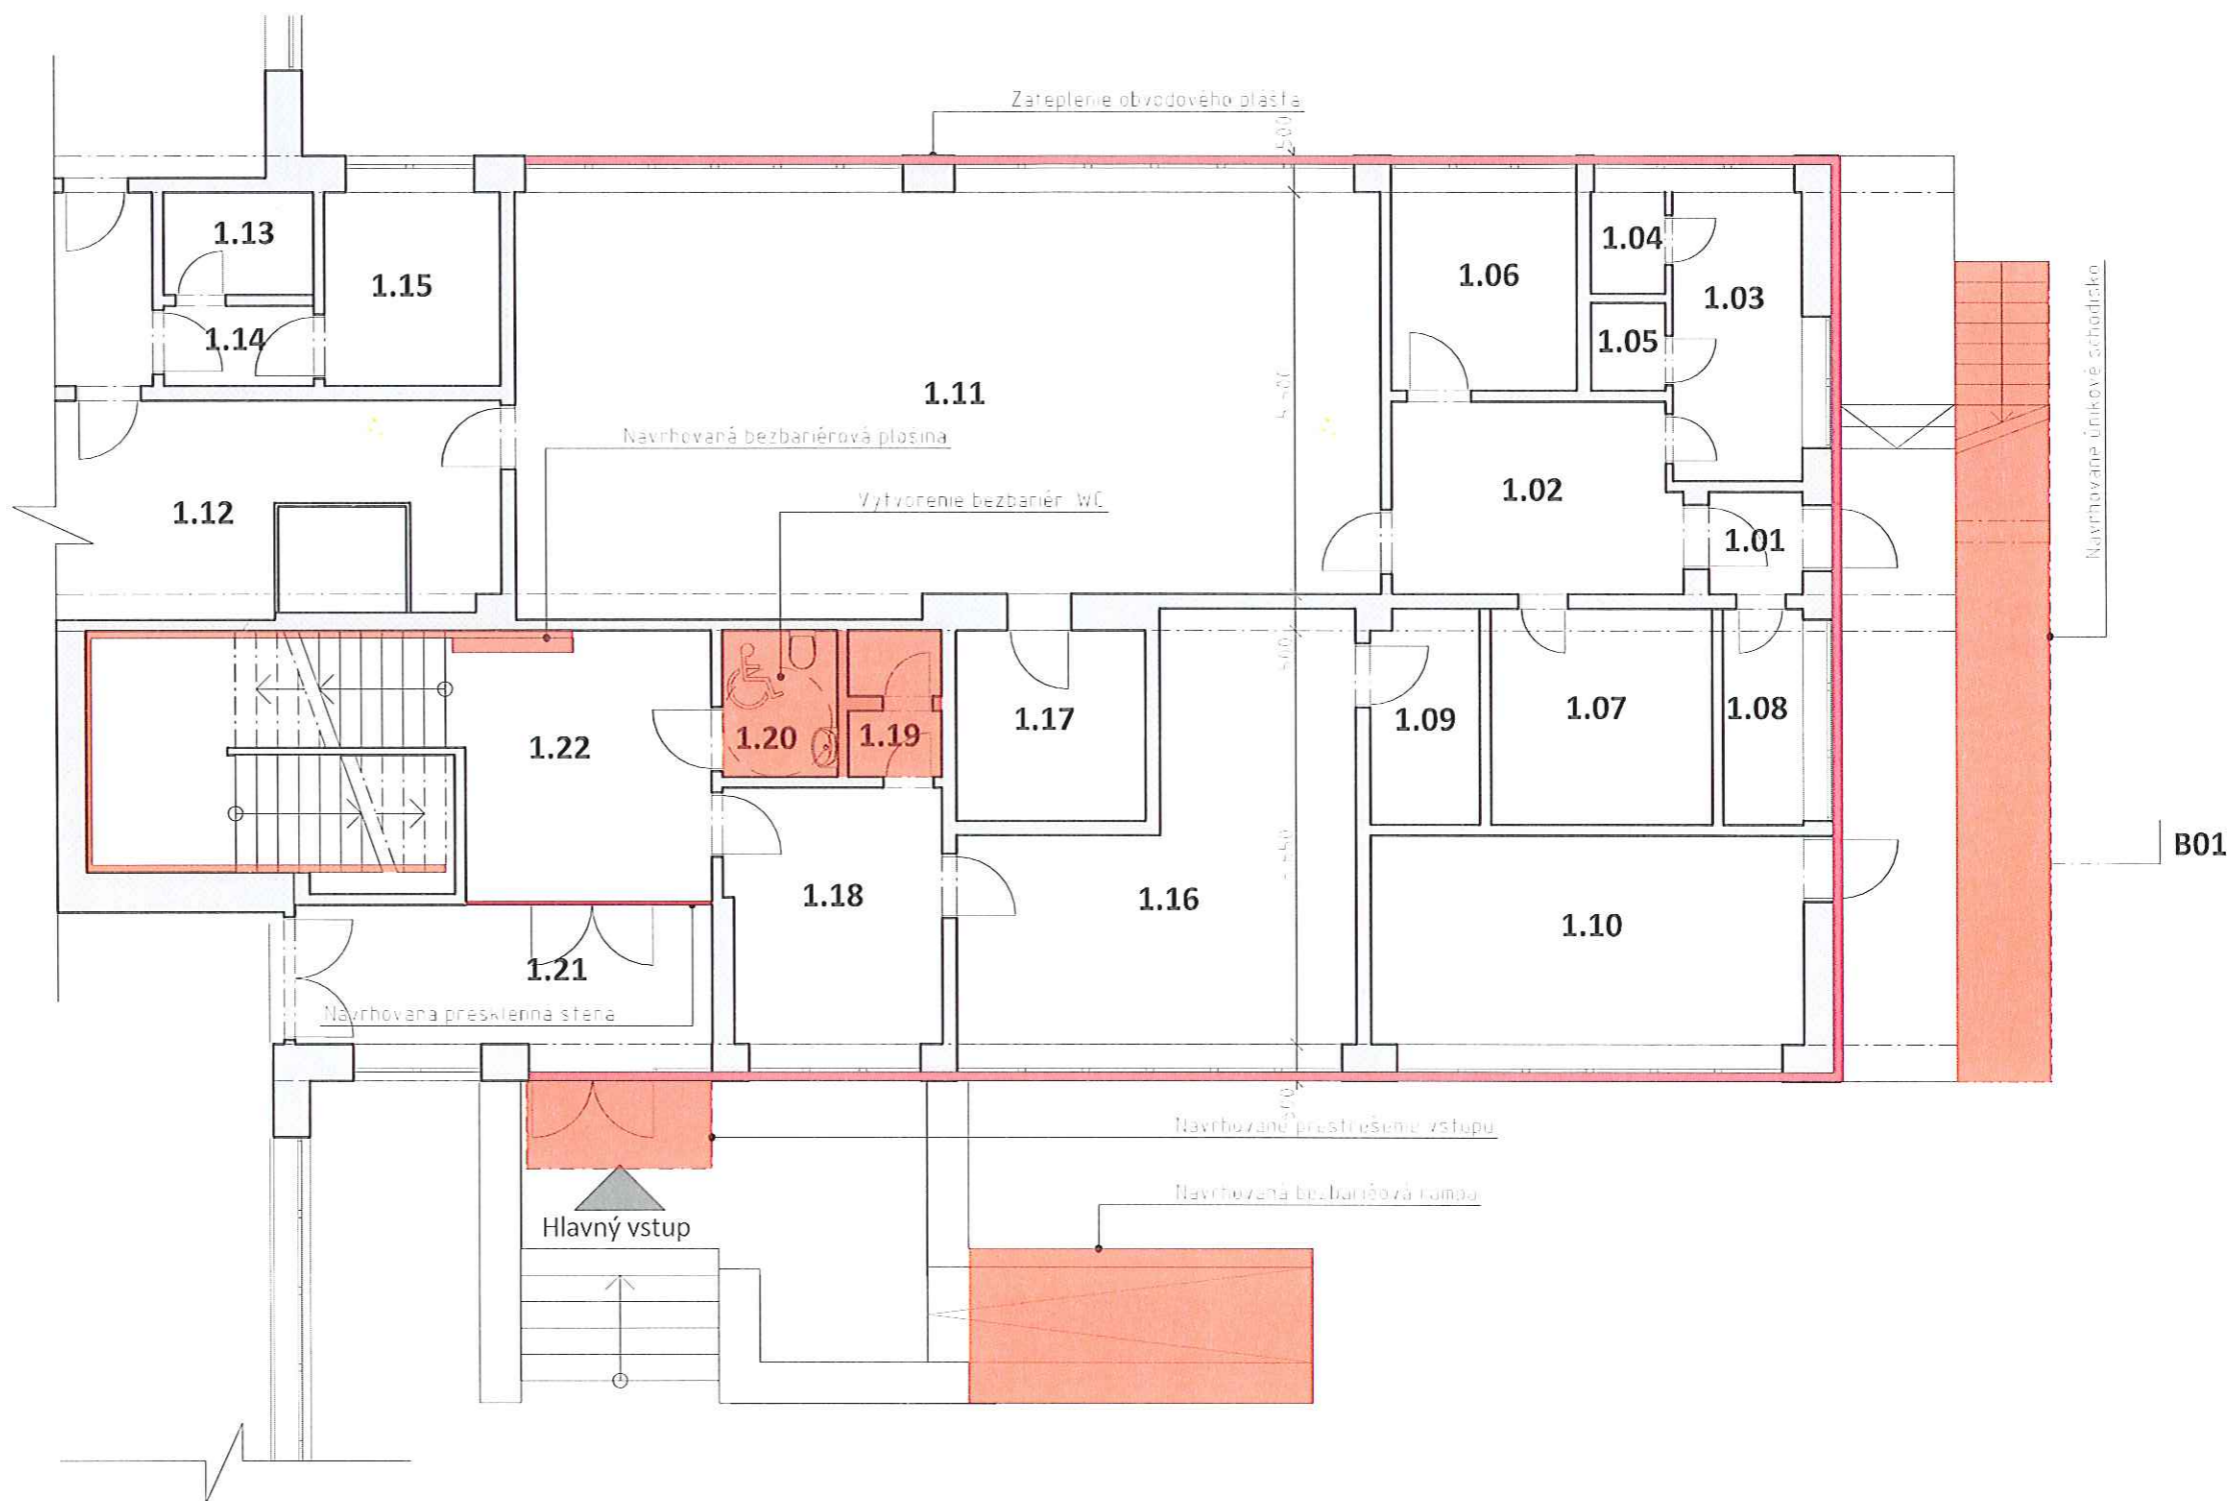 Zateplenie obvodového plášťa
500
1.13
1.15
1.14
1.11
1.06
1.04
1.03
1.05
Navrhované únikové schodisko
Navrhovaná bezbariérová plošina
Vytvorenie bezbariér. WC
1.12
1.02
1.01
500
1.22
1.20
1.19
1.17
1.09
1.07
1.08
B01
1.18
1.16
1.10
1.21
Navrhovaná presklenná stena
500
Navrhované prestrešenie vstupu
Navrhovaná bezbariéová rampa
Hlavný vstup